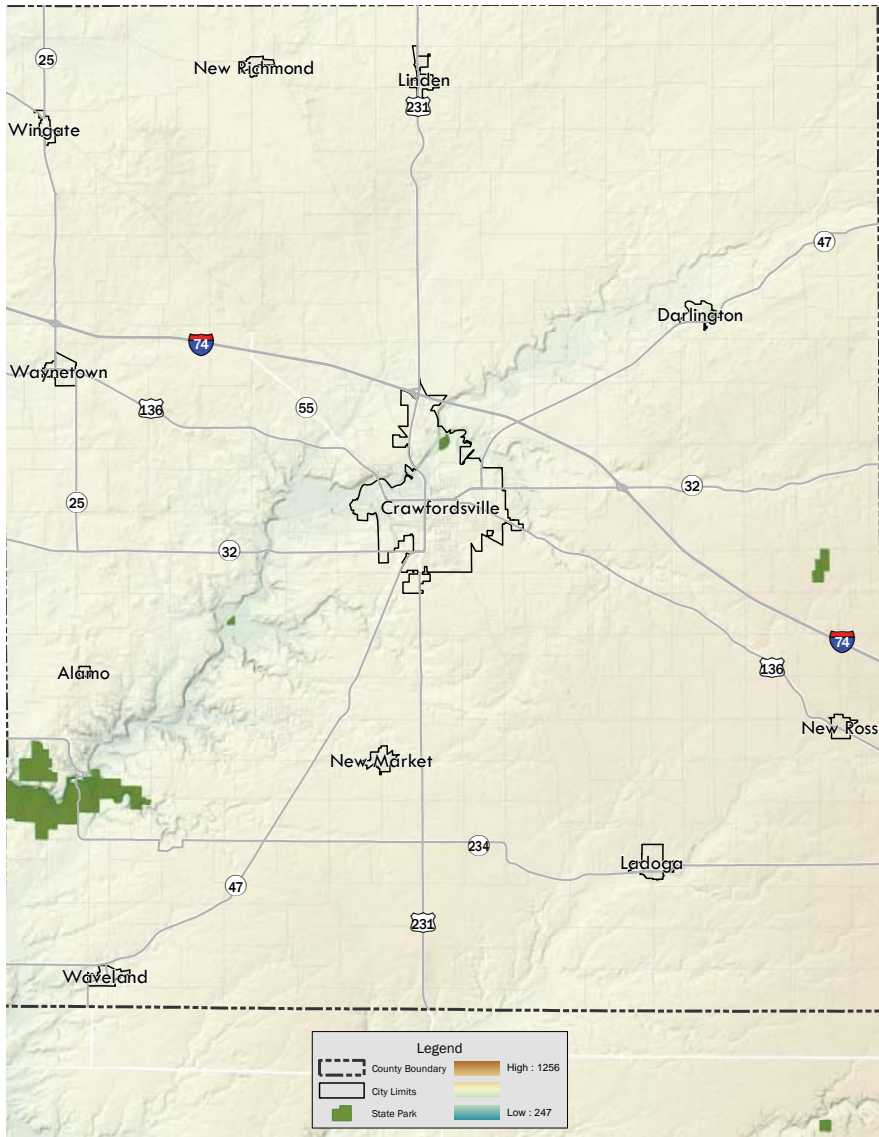 25
New Richmond
Linden
231
Wingate
47
Darlington
74
Waynetown
55
136
32
25
Crawfordsville
32
74
136
Alamo
New Ross
New Market
234
Ladoga
47
231
Waveland
Legend
County Boundary
High : 1256
City Limits
State Park
Low : 247